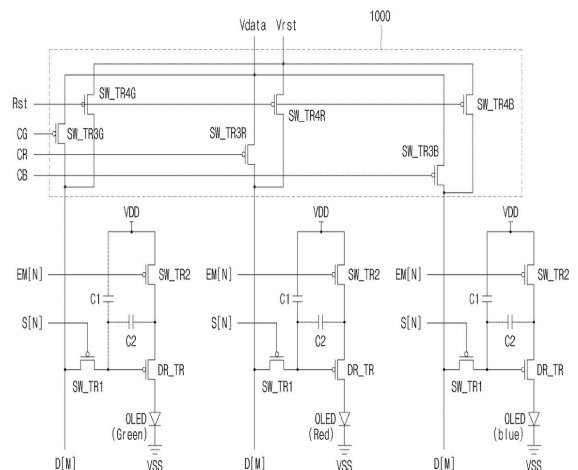 Vdata Vrst 1000
SW_TR4G
Rst SW_TR4R SW_TR4B
CG SW_TR3G
CR SW_TR3R
CB SW_TR3B
VDD VDD VDD
EM[N] SW_TR2 EM[N] SW_TR2 EM[N] SW_TR2
C1 C1 C1
S[N] C2 S[N] C2 S[N] C2
SW_TR1 DR_TR SW_TR1 DR_TR SW_TR1 DR_TR
OLED OLED OLED
(Green) (Red) (blue)
D[M] VSS D[M] VSS D[M] VSS